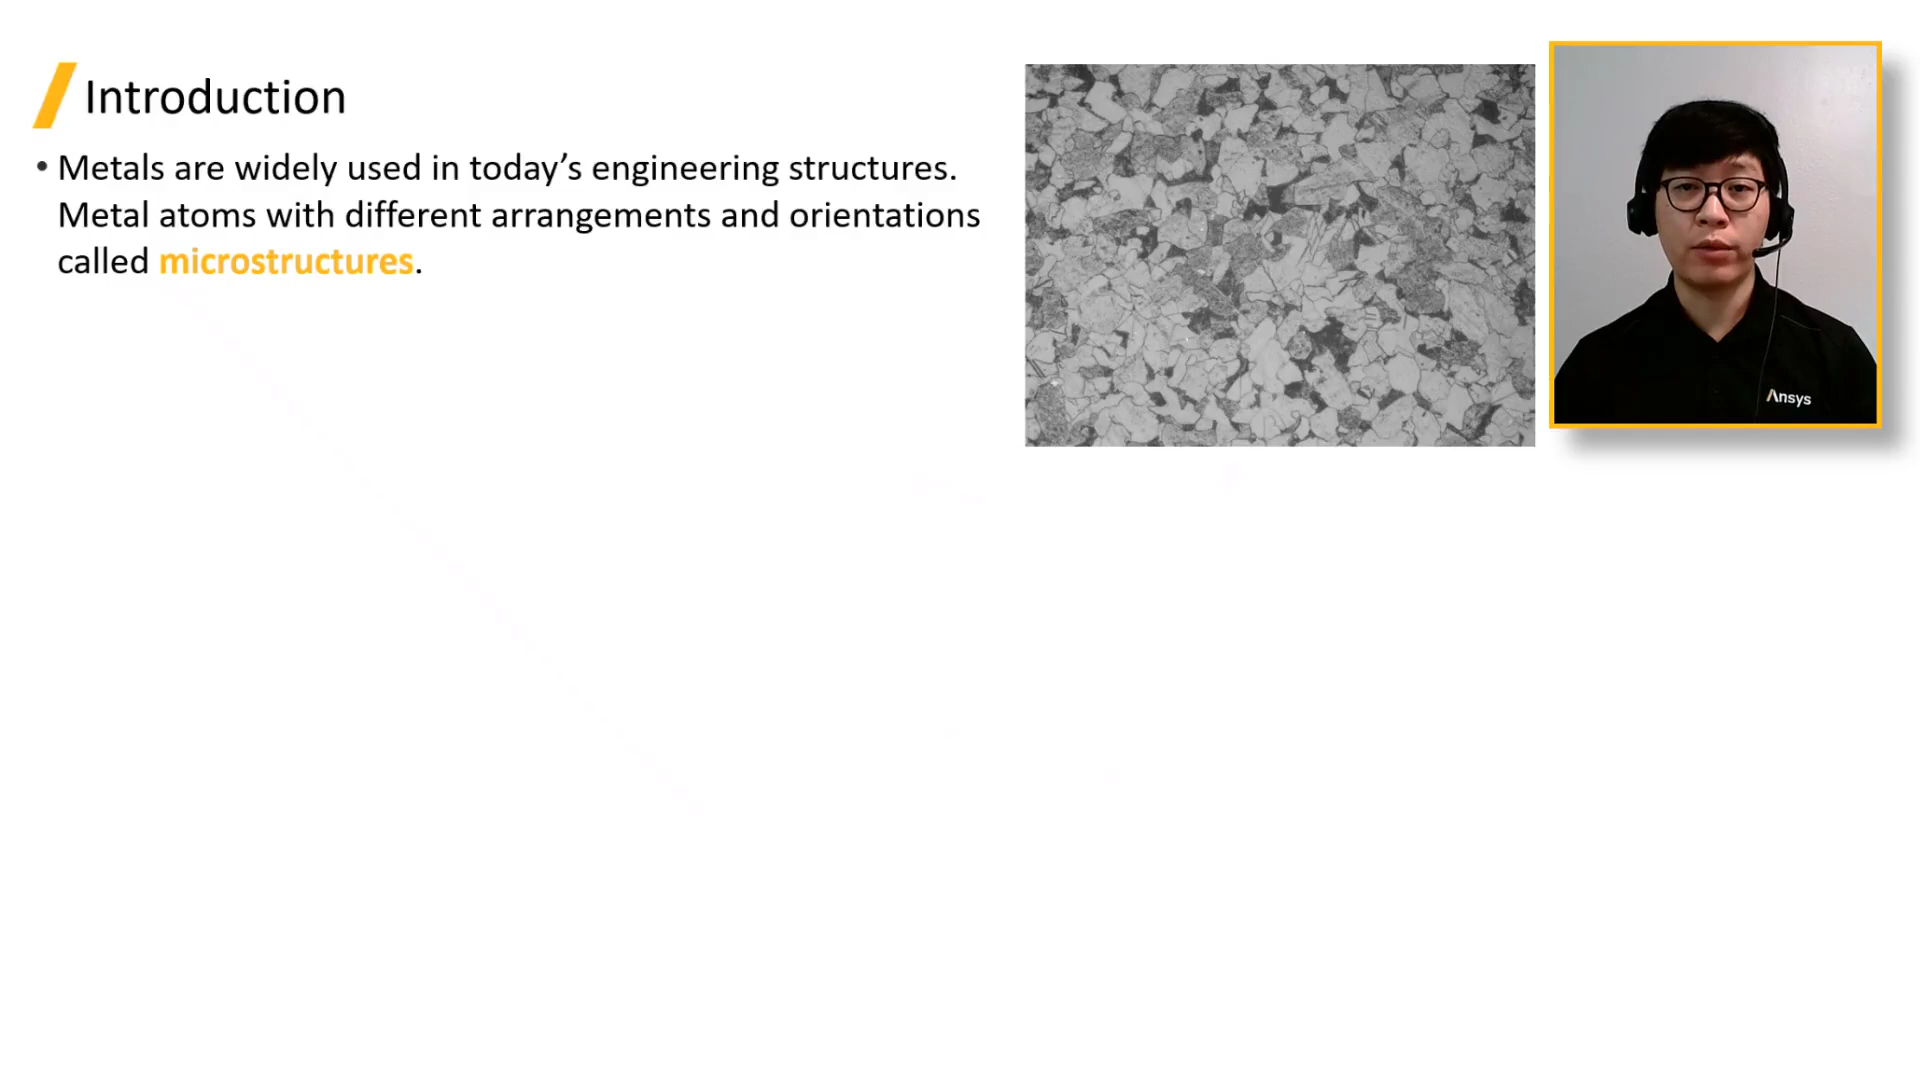 Introduction
• Metals are widely used in today’s engineering structures.
Metal atoms with different arrangements and orientations
called microstructures.
Ansys